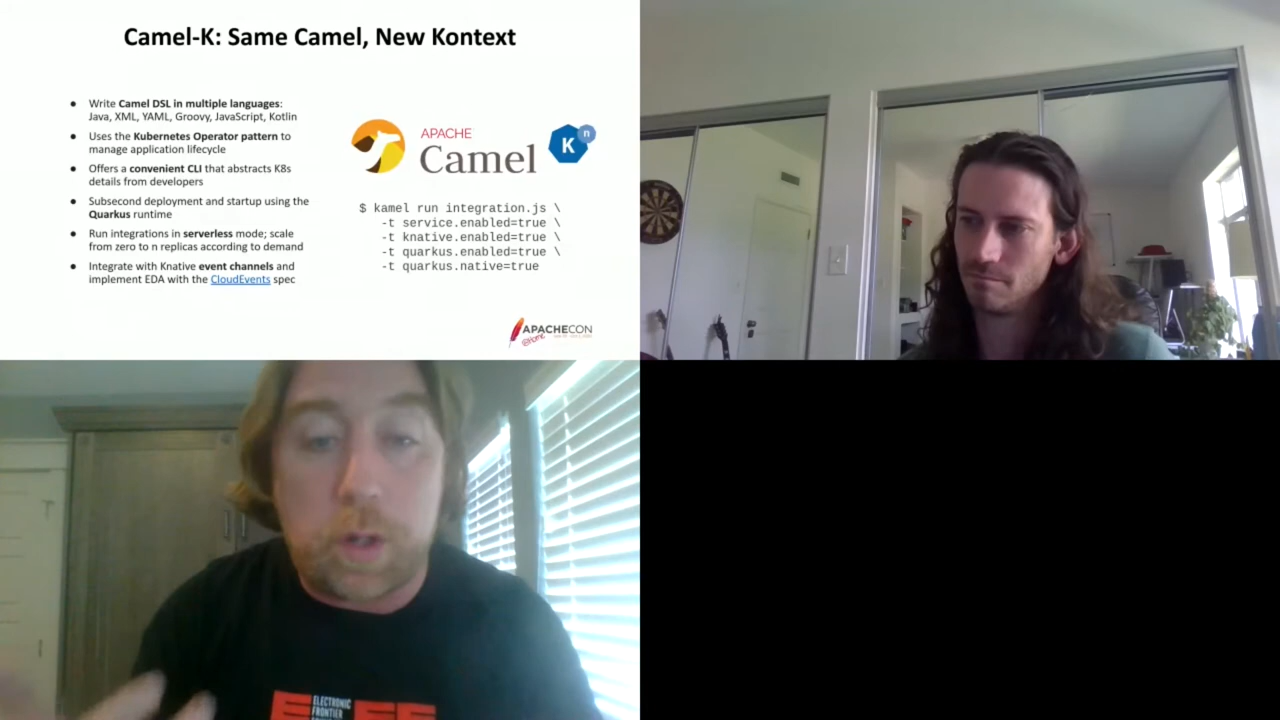 Camel-K: Same Camel, New Kontext
● Write Camel DSL in multiple languages:
Java, XML, YAML, Groovy, JavaScript, Kotlin
● Uses the Kubernetes Operator pattern to
manage application lifecycle
● Offers a convenient CLI that abstracts K8s
details from developers
● Subsecond deployment and startup using the
Quarkus runtime
● Run integrations in serverless mode; scale
from zero to n replicas according to demand
● Integrate with Knative event channels and
implement EDA with the CloudEvents spec
APACHE
Camel
K
n
$ kamel run integration.js \
-t service.enabled=true \
-t knative.enabled=true \
-t quarkus.enabled=true \
-t quarkus.native=true
APACHECON
@home
ELECTRONIC
FRONTIER